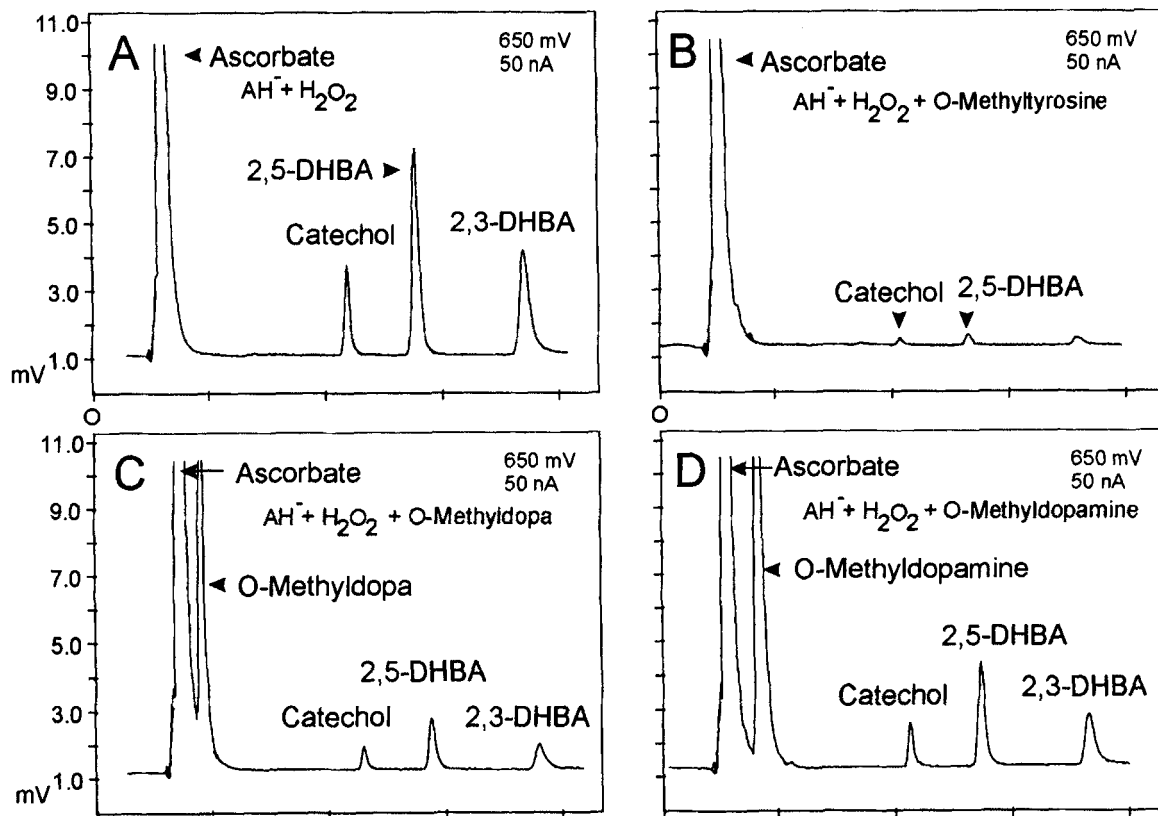 A
650 mV
50 nA
Ascorbate
AH⁻ + H₂O₂
2,5-DHBA
Catechol
2,3-DHBA
11.0
9.0
7.0
5.0
3.0
1.0
mV
O
B
650 mV
50 nA
Ascorbate
AH⁻ + H₂O₂ + O-Methyltyrosine
Catechol
2,5-DHBA
O
C
650 mV
50 nA
Ascorbate
AH⁻ + H₂O₂ + O-Methyldopa
O-Methyldopa
2,5-DHBA
Catechol
2,3-DHBA
11.0
9.0
7.0
5.0
3.0
1.0
mV
D
650 mV
50 nA
Ascorbate
AH⁻ + H₂O₂ + O-Methyldopamine
O-Methyldopamine
2,5-DHBA
Catechol
2,3-DHBA